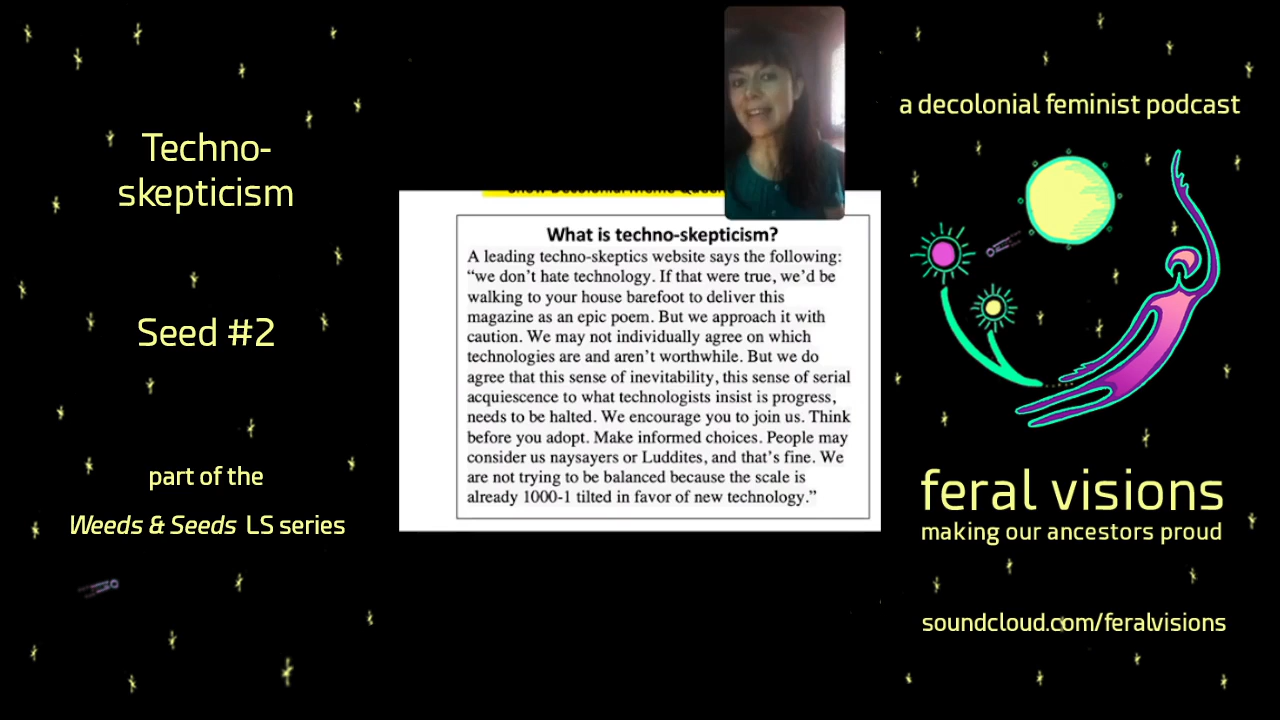 Techno-
skepticism
Seed #2
part of the
Weeds & Seeds LS series
What is techno-skepticism?
A leading techno-skeptics website says the following:
“we don’t hate technology. If that were true, we’d be
walking to your house barefoot to deliver this
magazine as an epic poem. But we approach it with
caution. We may not individually agree on which
technologies are and aren’t worthwhile. But we do
agree that this sense of inevitability, this sense of serial
acquiescence to what technologists insist is progress,
needs to be halted. We encourage you to join us. Think
before you adopt. Make informed choices. People may
consider us naysayers or Luddites, and that’s fine. We
are not trying to be balanced because the scale is
already 1000-1 tilted in favor of new technology.”
a decolonial feminist podcast
feral visions
making our ancestors proud
soundcloud.com/feralvisions